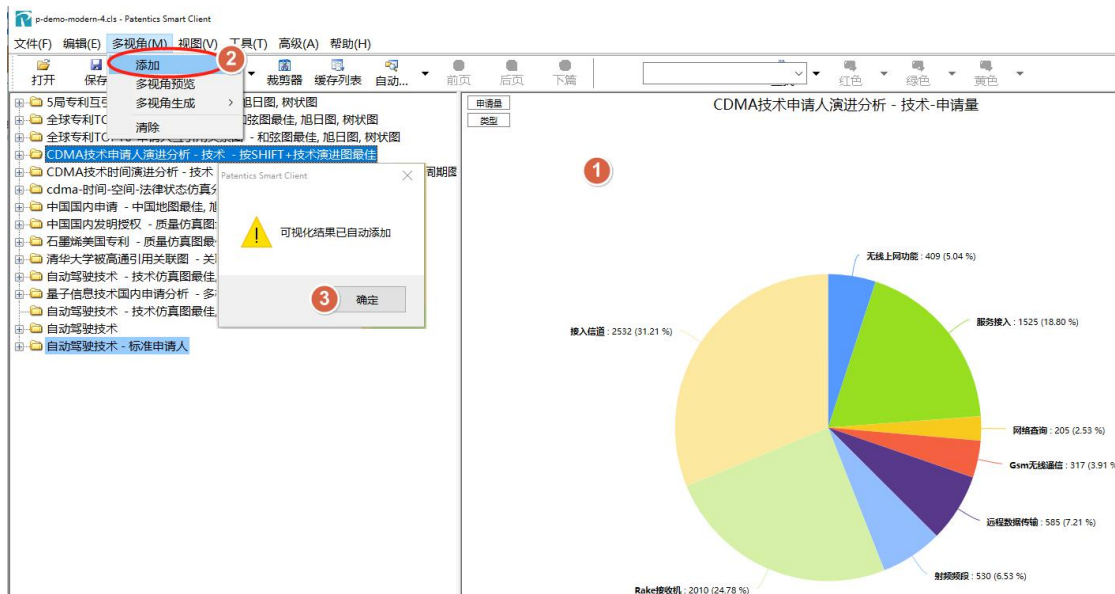 p-demo-modern-4.cls - Patentics Smart Client
文件(F) 编辑(E) 多视角(M) 视图(V) 工具(T) 高级(A) 帮助(H)
打开 保存 裁剪器 缓存列表 自动... 前页 后页 下篇 红色 绿色 黄色
添加
2
多视角预览
多视角生成
清除
5局专利互引
旭日图, 树状图
全球专利TO
和弦图最佳, 旭日图, 树状图
- 和弦图最佳, 旭日图, 树状图
CDMA技术申请人演进分析 - 技术 - 按SHIFT+技术演进图最佳
CDMA技术时间演进分析 - 技术
周期图
cdma-时间-空间-法律状态仿真分
中国国内申请 - 中国地图最佳, 旭
中国国内发明授权 - 质量仿真图
石墨烯美国专利 - 质量仿真图最
清华大学被高通引用关联图 - 关
自动驾驶技术 - 技术仿真图最佳
量子信息技术国内申请分析 - 多
自动驾驶技术 - 技术仿真图最佳
自动驾驶技术
自动驾驶技术 - 标准申请人
Patentics Smart Client
可视化结果已自动添加
3
确定
申请量
类型
CDMA技术申请人演进分析 - 技术-申请量
1
无线上网功能 : 409 (5.04 %)
服务接入 : 1525 (18.80 %)
接入信道 : 2532 (31.21 %)
网络查询 : 205 (2.53 %)
Gsm无线通信 : 317 (3.91 %
远程数据传输 : 585 (7.21 %)
射频频段 : 530 (6.53 %)
Rake接收机 : 2010 (24.78 %)